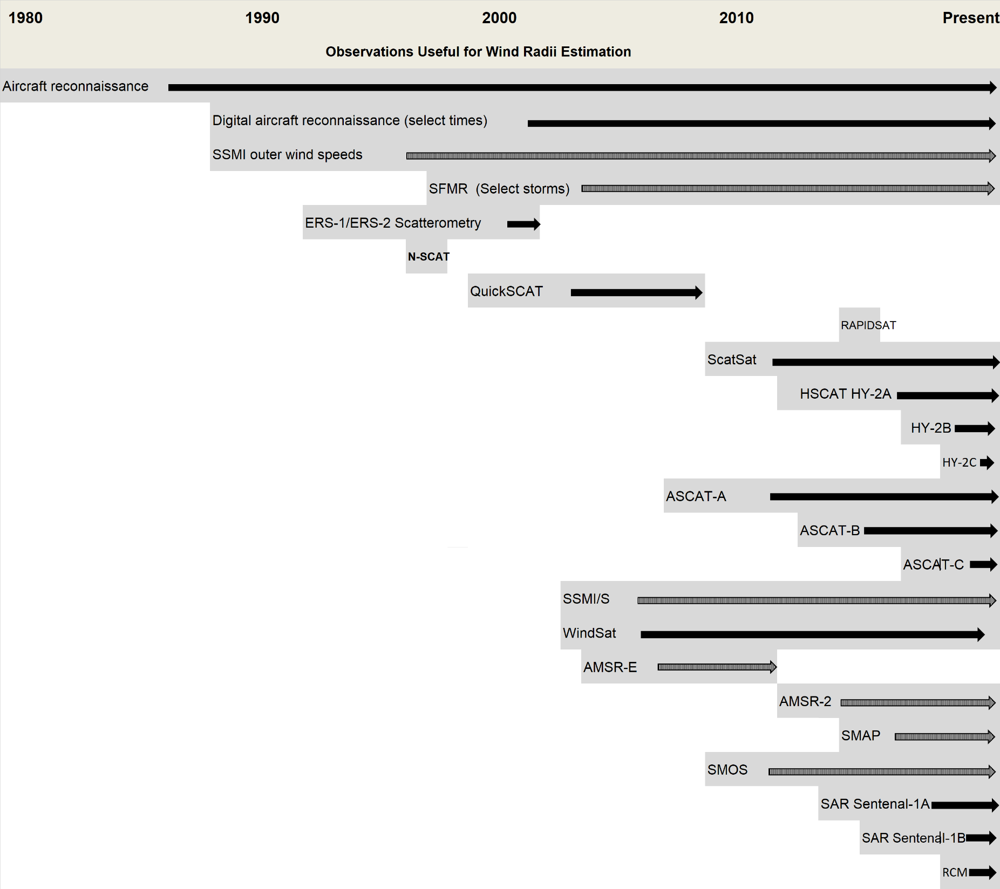 1980 1990 2000 2010 Present
Observations Useful for Wind Radii Estimation
Aircraft reconnaissance
Digital aircraft reconnaissance (select times)
SSMI outer wind speeds
SFMR (Select storms)
ERS-1/ERS-2 Scatterometry
N-SCAT
QuickSCAT
RAPIDSAT
ScatSat
HSCAT HY-2A
HY-2B
HY-2C
ASCAT-A
ASCAT-B
ASCAT-C
SSMI/S
WindSat
AMSR-E
AMSR-2
SMAP
SMOS
SAR Sentenal-1A
SAR Sentenal-1B
RCM